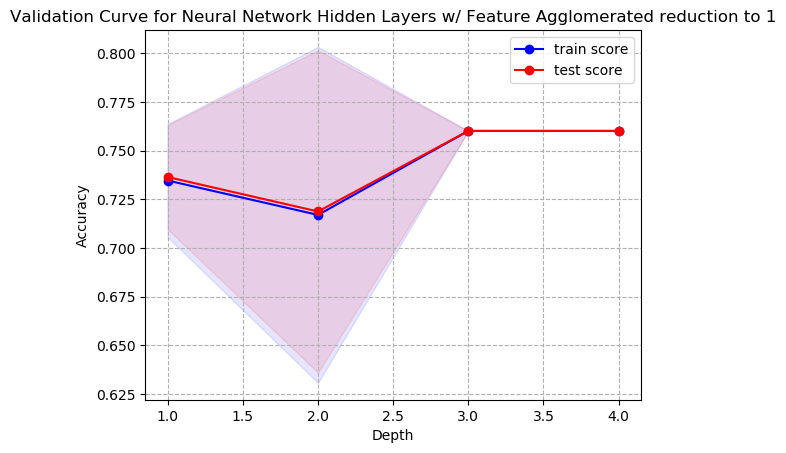 Validation Curve for Neural Network Hidden Layers w/ Feature Agglomerated reduction to 1
train score
test score
0.800
0.775
0.750
0.725
0.700
0.675
0.650
0.625
Accuracy
1.0 1.5 2.0 2.5 3.0 3.5 4.0
Depth